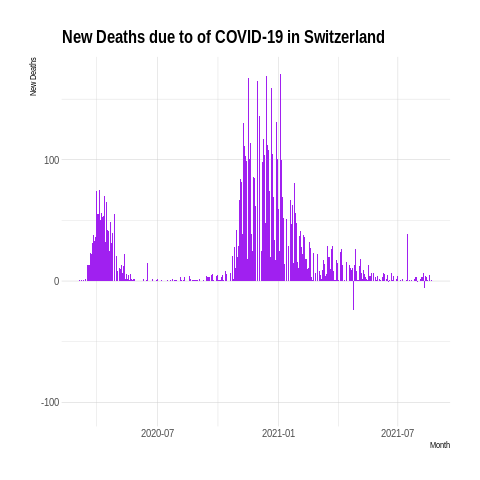 New Deaths due to of COVID-19 in Switzerland
New Deaths
100
0
-100
2020-07
2021-01
2021-07
Month